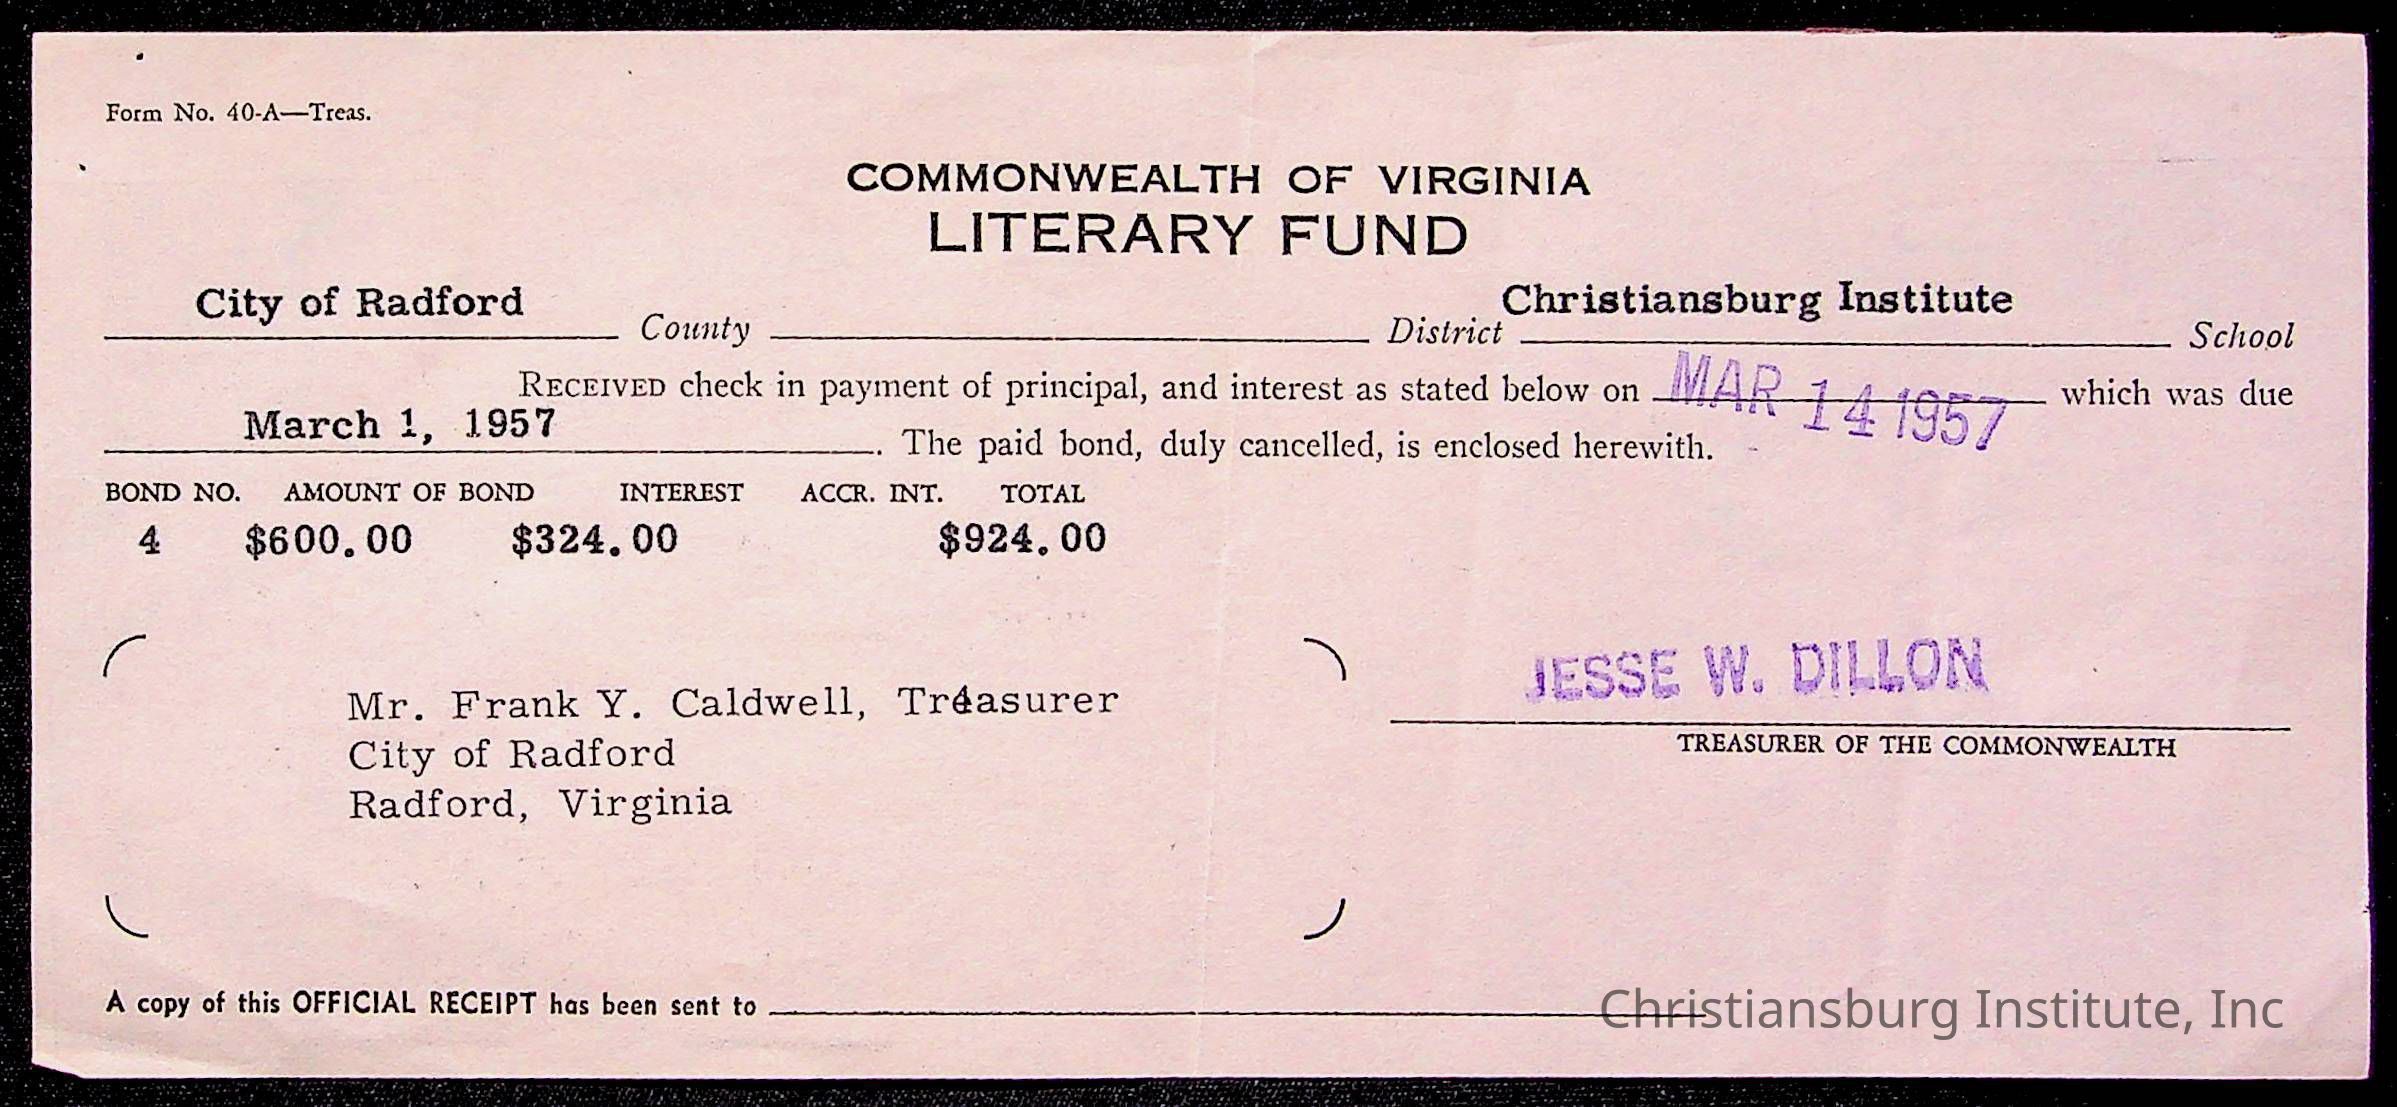 Form No. 40-A—Treas.
COMMONWEALTH OF VIRGINIA
LITERARY FUND
City of Radford County District Christiansburg Institute School
RECEIVED check in payment of principal, and interest as stated below on MAR 14 1957 which was due
March 1, 1957. The paid bond, duly cancelled, is enclosed herewith.
BOND NO. AMOUNT OF BOND INTEREST ACCR. INT. TOTAL
4 $600.00 $324.00 $924.00
JESSE W. DILLON
TREASURER OF THE COMMONWEALTH
Mr. Frank Y. Caldwell, Treasurer
City of Radford
Radford, Virginia
A copy of this OFFICIAL RECEIPT has been sent to
Christiansburg Institute, Inc